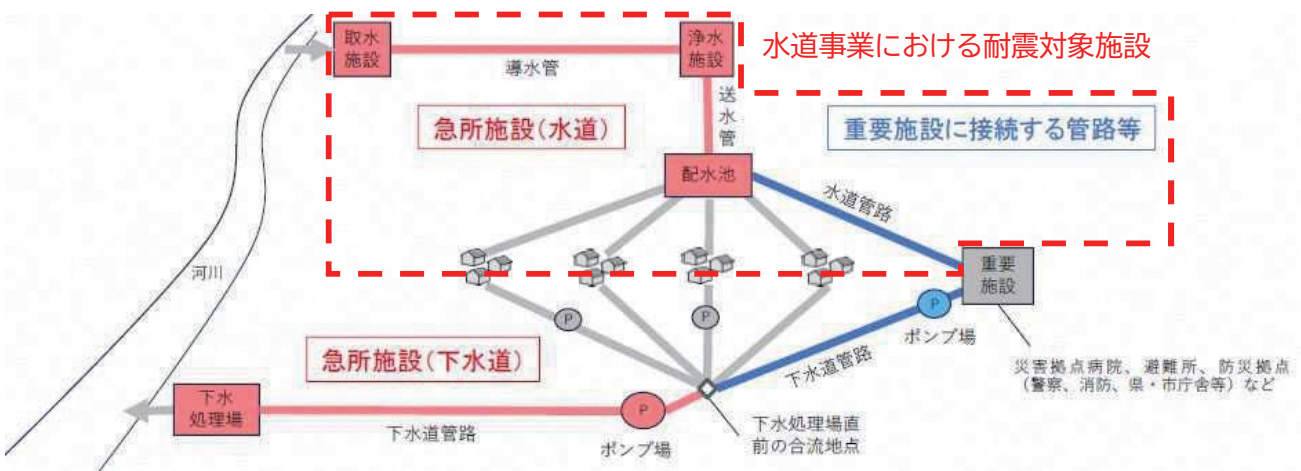 取水
施設
導水管
浄水
施設
水道事業における耐震対象施設
送
水
管
急所施設(水道)
重要施設に接続する管路等
配水池
水道管路
河川
重要
施設
P
P
P
ポンプ場
急所施設(下水道)
下水道管路
災害拠点病院、避難所、防災拠点
(警察、消防、県・市庁舎等)など
下水
処理場
下水道管路
P
ポンプ場
下水処理場直
前の合流地点